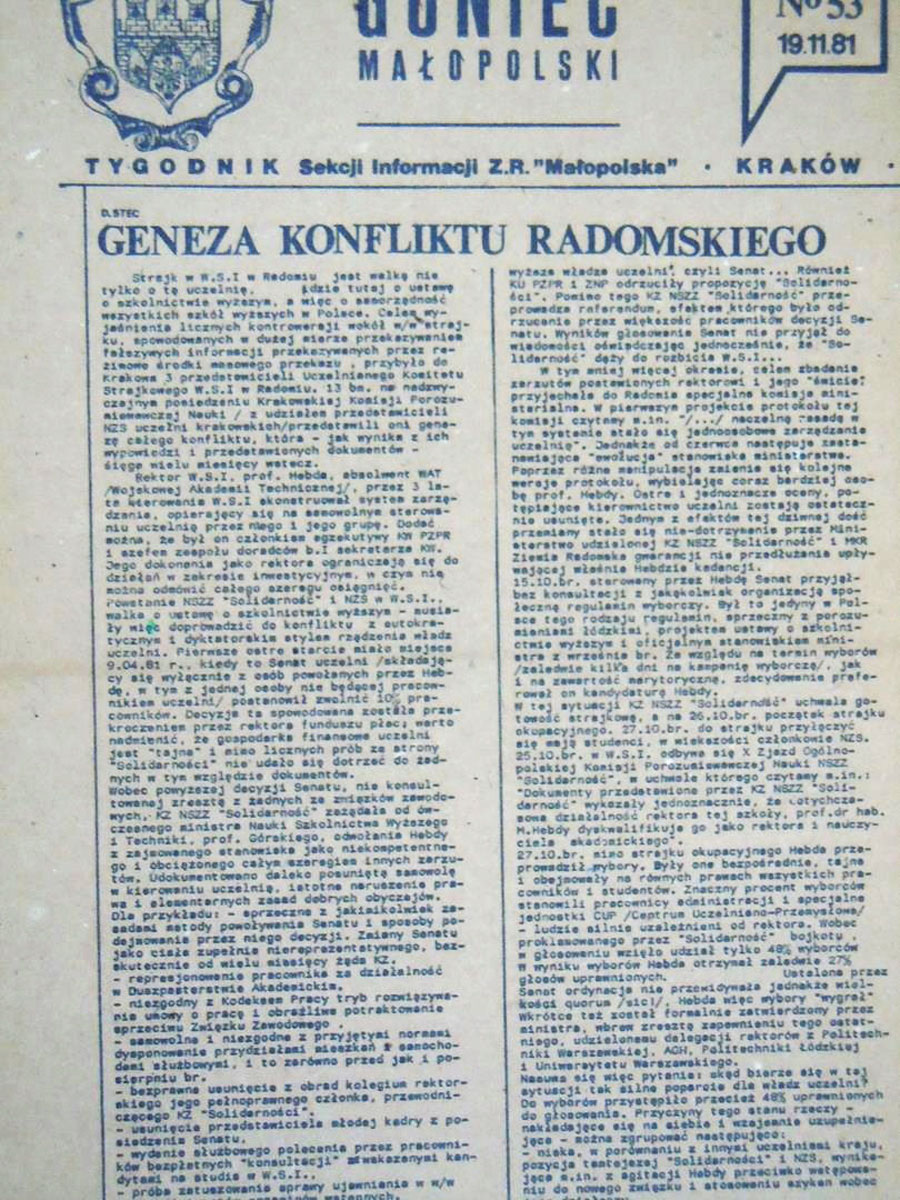 GONIEC
MAŁOPOLSKI
No 53
19.11.81
TYGODNIK Sekcji Informacji Z.R. "Małopolska" · KRAKÓW ·
D. STEC
GENEZA KONFLIKTU RADOMSKIEGO
Strajk w W.S.I w Radomiu jest walką nie
tylko o tę uczelnię. idzie tutaj o ustawę
o szkolnictwie wyższym, a więc o samorządność
wszystkich szkół wyższych w Polsce. Celem wy-
jaśnienia licznych kontrowersji wokół w/w straj-
ku, spowodowanych w dużej mierze przekazywaniem
fałszywych informacji przekazywanych przez re-
żimowe środki masowego przekazu , przybyło do
Krakowa 3 przedstawicieli Uczelnianego Komitetu
Strajkowego W.S.I w Radomiu. 13 bm. na nadzwy-
czajnym posiedzeniu Krakowskiej Komisji Porozu-
miewawczej Nauki / z udziałem przedstawicieli
NZS uczelni krakowskich/przedstawili oni gene-
zę całego konfliktu, która - jak wynika z ich
wypowiedzi i przedstawionych dokumentów -
sięga wielu miesięcy wstecz.
Rektor W.S.I, prof. Hebda, absolwent WAT
/Wojskowej Akademii Technicznej/, przez 3 la-
ta kierowania W.S.I skonstruował system zarzą-
dzania, opierający się na samowolnym sterowa-
niu uczelnią przez niego i jego grupę. Dodać
można, że był on członkiem egzekutywy KW PZPR
i szefem zespołu doradców b.I sekretarza KW.
Jego dokonania jako rektora ograniczają się do
działań w zakresie inwestycyjnym, w czym nie
można odmówić całego szeregu osiągnięć.
Powstanie NSZZ "Solidarność" i NZS w W.S.I.,
walka o ustawę o szkolnictwie wyższym - musia-
ły więc doprowadzić do konfliktu z autokra-
tycznym i dyktatorskim stylem rządzenia władz
uczelni. Pierwsze ostre starcie miało miejsce
9.04.81 r., kiedy to Senat uczelni /składają-
cy się wyłącznie z osób powołanych przez Heb-
dę, w tym z jednej osoby nie będącej pracow-
nikiem uczelni/ postanowił zwolnić 10% pra-
cowników. Decyzja ta spowodowana została prze-
kroczeniem przez rektora funduszu płac; warto
nadmienić, że gospodarka finansowa uczelni
jest "tajna" i mimo licznych prób ze strony
"Solidarności" nie udało się dotrzeć do żad-
nych w tym względzie dokumentów.
Wobec powyższej decyzji Senatu, nie konsul-
towanej zresztą z żadnych ze związków zawodo-
wych, KZ NSZZ "Solidarność" zażądała od ów-
czesnego ministra Nauki Szkolnictwa Wyższego
i Techniki, prof. Górskiego, odwołania Hebdy
z zajmowanego stanowiska jako niekompetentne-
go i obciążonego całym szeregiem innych zarzu-
tów. Udokumentowano daleko posuniętą samowolę
w kierowaniu uczelnią, istotne naruszenie pra-
wa i elementarnych zasad dobrych obyczajów.
Dla przykładu: - sprzeczne z jakimikolwiek za-
sadami metody powoływania Senatu i sposoby po-
dejmowania przez niego decyzji. Zmiany Senatu
jako ciała zupełnie niereprezentatywnego, bez-
skutecznie od wielu miesięcy żąda KZ.
- represjonowanie pracownika za działalność
w Duszpasterstwie Akademickim.
- niezgodny z Kodeksem Pracy tryb rozwiązywa-
nia umowy o pracę i obraźliwe potraktowanie
sprzeciwu Związku Zawodowego .
- samowolne i niezgodne z przyjętymi normami
dysponowanie przydziałami mieszkań i samocho-
dami służbowymi, i to zarówno przed jak i po-
sierpniu br.
- bezprawne usunięcie z obrad kolegium rektor-
skiego jego pełnoprawnego członka, przewodni-
czącego KZ "Solidarności".
- usunięcie przedstawiciela młodej kadry z po-
siedzenia Senatu.
- wydanie służbowego polecenia przez pracowni-
ków bezpłatnych "konsultacji" wskazanymi kan-
dytami na studia w W.S.I.,
- próba zatuszowania sprawy ujawnienia w w/w
wyższa władza uczelni", czyli Senat... Również
KU PZPR i ZNP odrzuciły propozycję "Solidarno-
ści". Pomimo tego KZ NSZZ "Solidarność" prze-
prowadza referendum, efektem którego było od-
rzucenie przez większość pracowników decyzji Se-
natu. Wyników głosowania Senat nie przyjął do
wiadomości oświadczając jednocześnie, że "So-
lidarność" dąży do rozbicia W.S.I...
W tym mniej więcej okresie, celem zbadania
zarzutów postawionych rektorowi i jego "świcie"
przyjechała do Radomia specjalna komisja mini-
sterialna. W pierwszym projekcie protokołu tej
komisji czytamy m.in. "/.../ naczelną zasadą w
tym systemie stało się jednoosobowe zarządzanie
uczelnią". Jednakże od czerwca następuje zasta-
nawiająca "ewolucja" stanowiska ministerstwa.
Poprzez różne manipulacje zmienia się kolejne
wersje protokołu, wybielając coraz bardziej oso-
bę prof. Hebdy. Ostre i jednoznaczne oceny, po-
tępiające kierownictwo uczelni zostają ostatecz-
nie usunięte. Jednym z efektów tej dziwnej dość
przemiany stało się nie dotrzymanie przez Mini-
sterstwo udzielonej KZ NSZZ "Solidarność" i MKR
Ziemia Radomska gwarancji nie przedłużania upły-
wającej właśnie Hebdzie kadencji.
15.10.br. sterowany przez Hebdę Senat przyjął-
bez konsultacji z jakąkolwiek organizacją spo-
łeczną regulamin wyborczy. Był to jedyny w Pol-
sce tego rodzaju regulamin, sprzeczny z porozu-
mieniami łódzkimi, projektem ustawy o szkolni-
ctwie wyższym i oficjalnym stanowiskiem mini-
stra z września br. Ze względu na termin wyborów
/zaledwie kilka dni na kampanię wyborczą/, jak
i na zawartość merytoryczną, zdecydowanie prefe-
rował on kandydaturę Hebdy.
W tej sytuacji KZ NSZZ "Solidarność" uchwala go-
towość strajkową, a na 26.10.br. początek strajku
okupacyjnego. 27.10.br. do strajku przyłączyć
się mają studenci, w większości członkowie NZS.
25.10.br. w W.S.I. odbywa się X Zjazd Ogólno-
polskiej Komisji Porozumiewawczej Nauki NSZZ
"Solidarność", w uchwale którego czytamy m.in.:
"Dokumenty przedstawione przez KZ NSZZ "Soli-
darność" wykazały jednoznacznie, że dotychcza-
sowa działalność rektora tej szkoły, prof.dr hab.
M.Hebdy dyskwalifikuje go jako rektora i nauczy-
ciela akademickiego".
27.10.br. mimo strajku okupacyjnego Hebda prze-
prowadził wybory. Były one bezpośrednie, tajne
i obejmowały na równych prawach wszystkich pra-
cowników i studentów. Znaczny procent wyborców
stanowili pracownicy administracji i specjalne
jednostki CUP /Centrum Uczelniano-Przemysłowe/
- ludzie silnie uzależnieni od rektora. Wobec
proklamowanego przez "Solidarność" bojkotu ,
w głosowaniu wzięło udział tylko 48% wyborców
W wyniku wyborów Hebda otrzymał zaledwie 27%
głosów uprawnionych. Ustalona przez
Senat ordynacja nie przewidywała jednakże wiel-
kości quorum /sic!/, Hebda więc wybory "wygrał"
Wkrótce też został formalnie zatwierdzony przez
ministra, wbrew zresztą zapewnieniu tego ostat-
niego, udzielonemu delegacji rektorów z Politech-
niki Warszawskiej, AGH, Politechniki Łódzkiej
i Uniwersytetu Warszawskiego.
Nasuwa się więc pytanie: skąd bierze się w tej
sytuacji tak silne poparcie dla władz uczelni?
Do wyborów przystąpiło przecież 48% uprawnionych
do głosowania. Przyczyny tego stanu rzeczy -
nakładające się na siebie i wzajemnie uzupełnia-
jące - można zgrupować następująco:
- niska, w porównaniu z innymi uczelniami kraju,
pozycja tamtejszej "Solidarności" i NZS, wynika-
jąca m.in. z agitacji Hebdy przeciwko wstępowa-
niu do nowego związku i stosowaniu szykan wobec